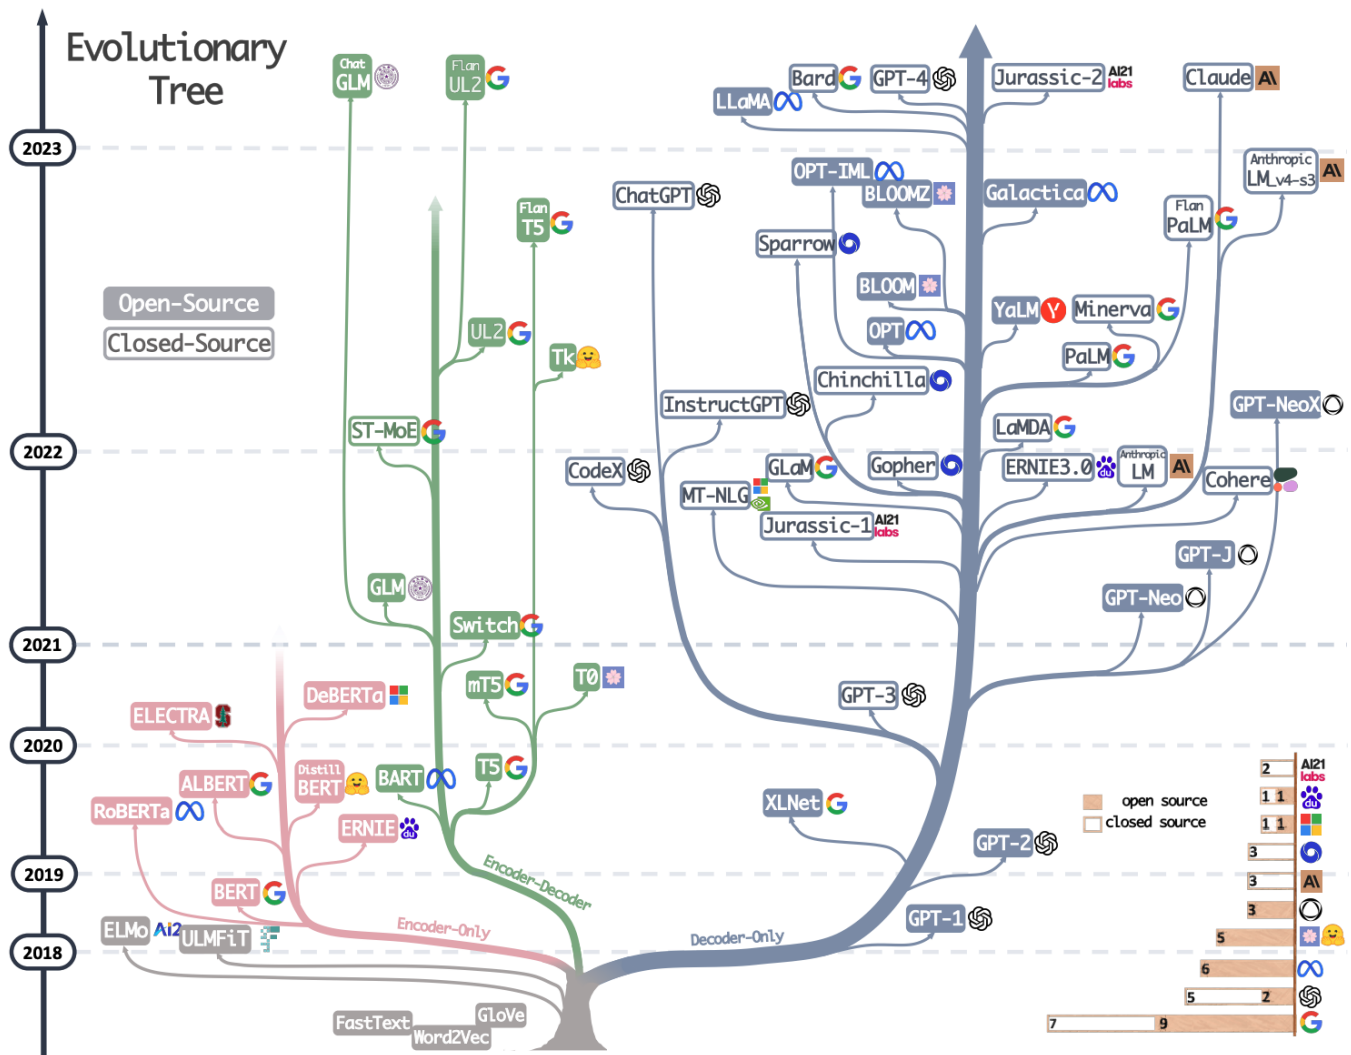 Evolutionary
Tree
Chat
GLM
Flan
UL2
Bard
GPT-4
Jurassic-2
AI21
labs
Claude
A\
LLaMA
2023
OPT-IML
BLOOMZ
Galactica
Anthropic
LM_v4-s3
A\
ChatGPT
Flan
T5
Flan
PaLM
Sparrow
Open-Source
Closed-Source
BLOOM
YaLM
Y
Minerva
UL2
OPT
Tk
PaLM
Chinchilla
InstructGPT
GPT-NeoX
ST-MoE
LaMDA
2022
CodeX
GLaM
Gopher
ERNIE3.0
du
Anthropic
LM
A\
Cohere
MT-NLG
Jurassic-1
AI21
labs
GPT-J
GLM
GPT-Neo
Switch
2021
mT5
T0
DeBERTa
GPT-3
ELECTRA
S
2020
ALBERT
Distill
BERT
BART
T5
RoBERTa
XLNet
ERNIE
du
GPT-2
2019
Encoder-Decoder
BERT
GPT-1
ELMo
Ai2
ULMFiT
Encoder-Only
Decoder-Only
2018
FastText
Word2Vec
GloVe
open source
closed source
2
AI21
labs
1 1
du
1 1
3
3
A\
3
5
6
5 2
7 9